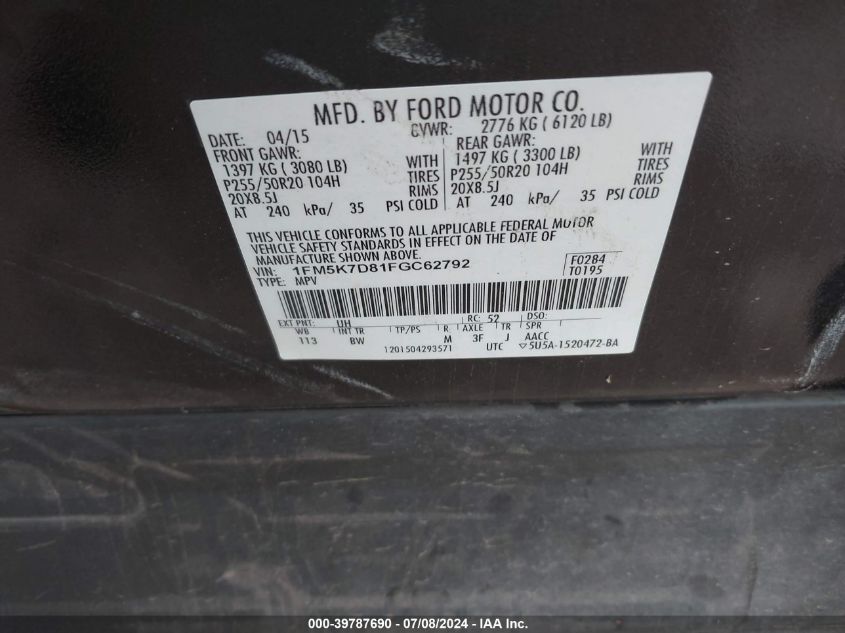 MFD. BY FORD MOTOR CO.
DATE: 04/15 GVWR: 2776 KG ( 6120 LB)
FRONT GAWR: REAR GAWR:
1397 KG ( 3080 LB) WITH 1497 KG ( 3300 LB) WITH
P255/50R20 104H TIRES P255/50R20 104H TIRES
20X8.5J RIMS 20X8.5J RIMS
AT 240 kPa/ 35 PSI COLD AT 240 kPa/ 35 PSI COLD
THIS VEHICLE CONFORMS TO ALL APPLICABLE FEDERAL MOTOR
VEHICLE SAFETY STANDARDS IN EFFECT ON THE DATE OF
MANUFACTURE SHOWN ABOVE.
VIN: 1FM5K7D81FGC62792 F0284
TYPE: MPV T0195
EXT PNT: UH RC: 52 DSO:
WB INT TR TP/PS R AXLE TR SPR
113 BW M 3F J AACC
1201504293571 UTC ▽5U5A-1520472-BA
000-39787690 - 07/08/2024 - IAAI.COM